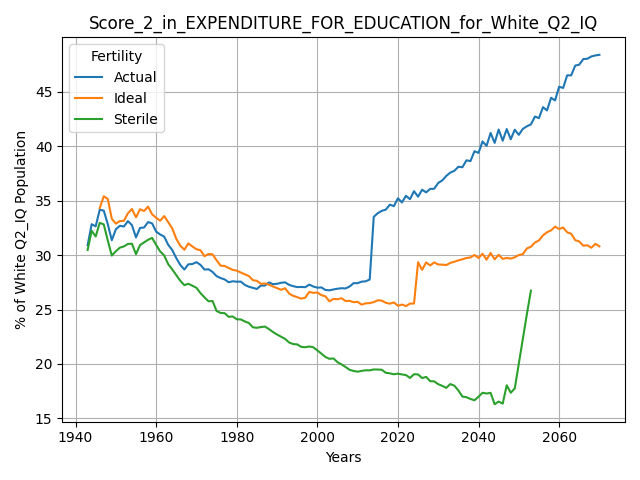 Score_2_in_EXPENDITURE_FOR_EDUCATION_for_White_Q2_IQ
Fertility
Actual
Ideal
Sterile
% of White Q2_IQ Population
45
40
35
30
25
20
15
1940
1960
1980
2000
2020
2040
2060
Years